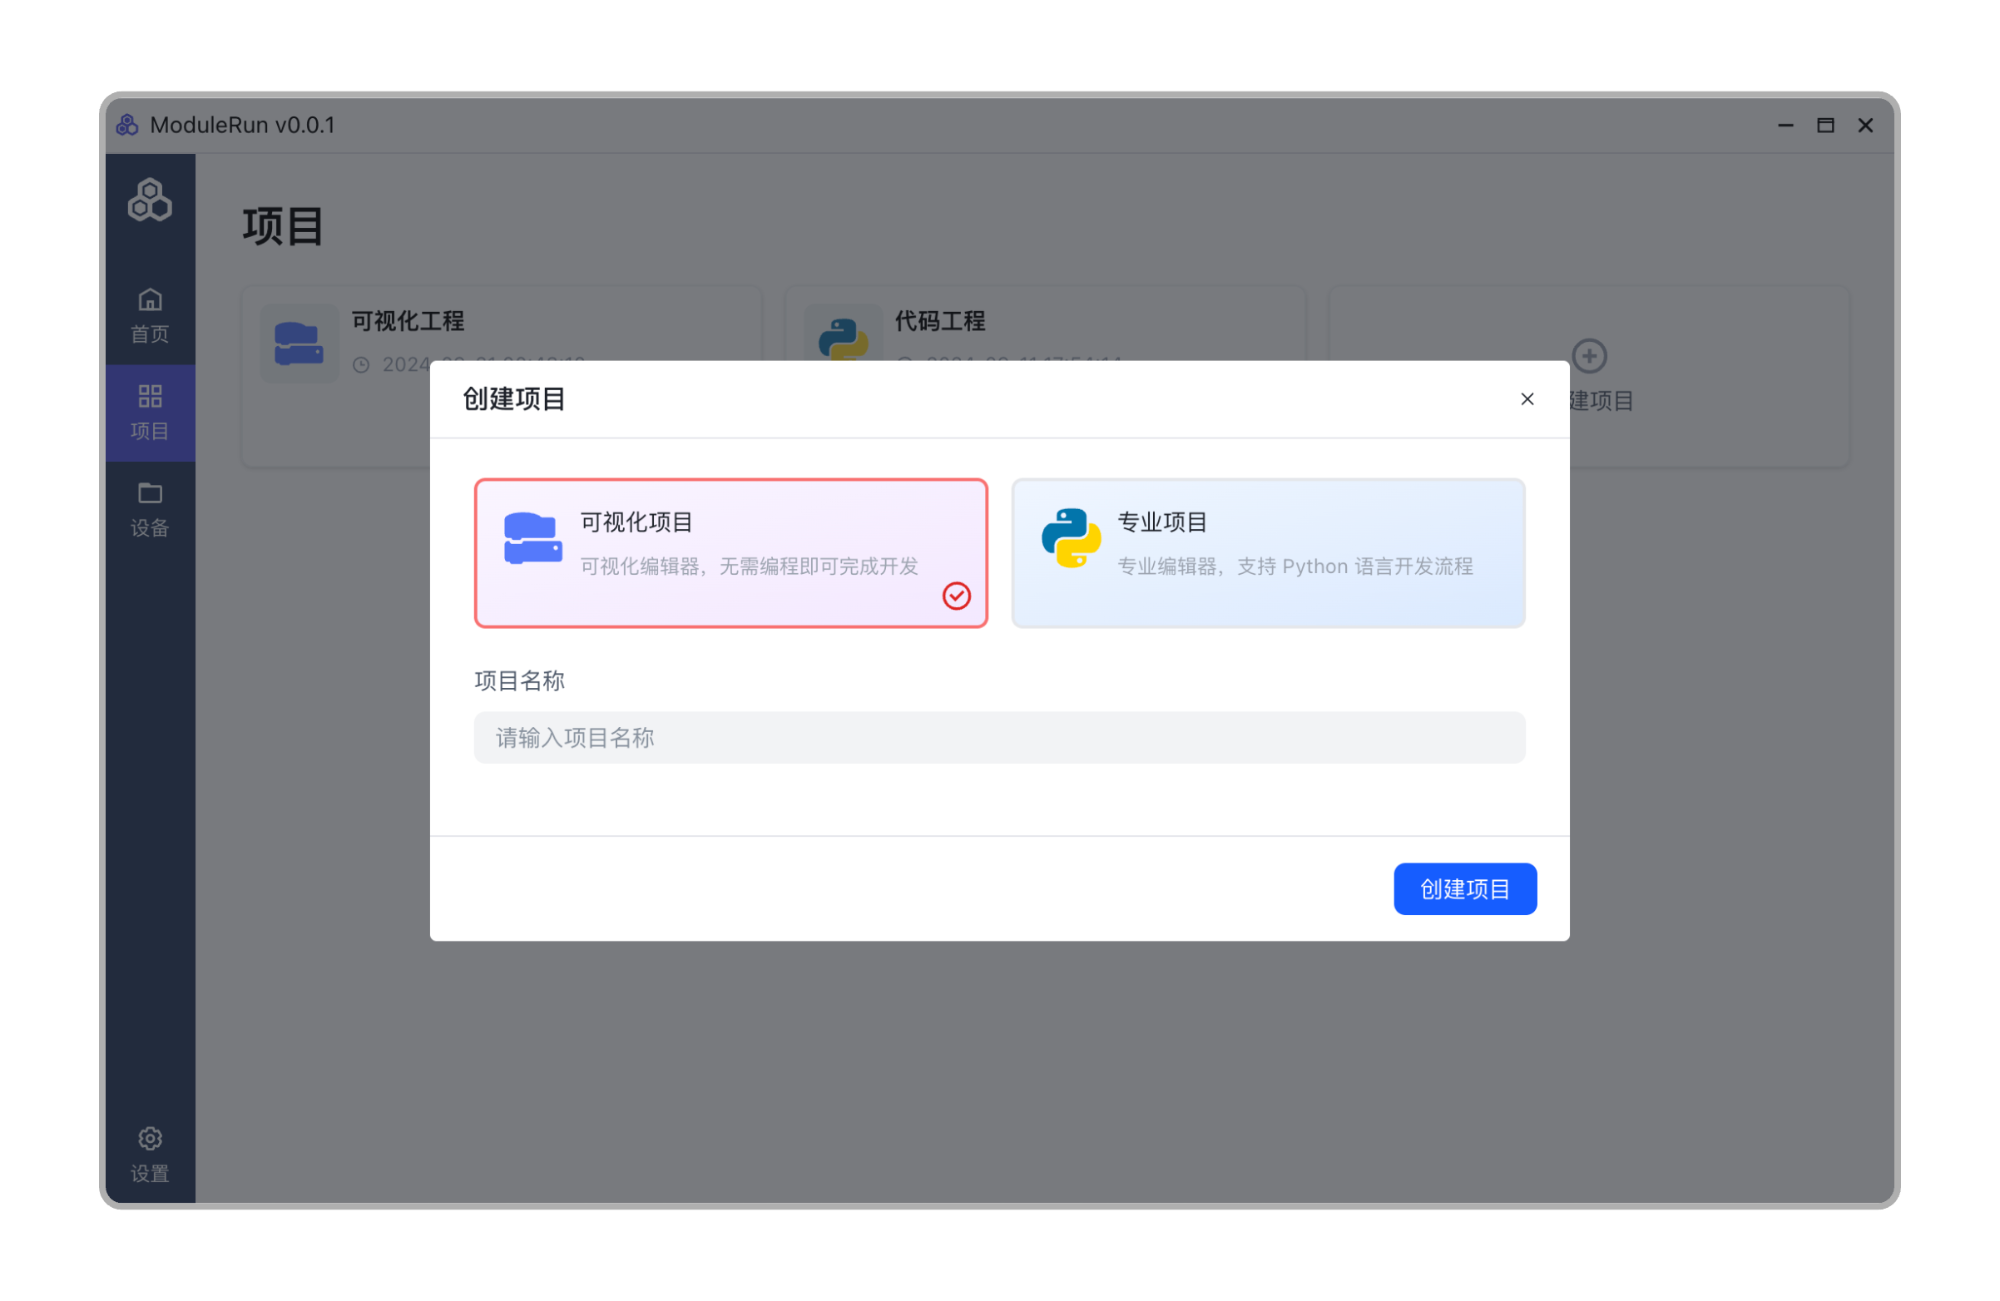 ModuleRun v0.0.1
项目
首页
项目
设备
设置
可视化工程
2024
代码工程
建项目
创建项目
可视化项目
可视化编辑器，无需编程即可完成开发
专业项目
专业编辑器，支持 Python 语言开发流程
项目名称
请输入项目名称
创建项目